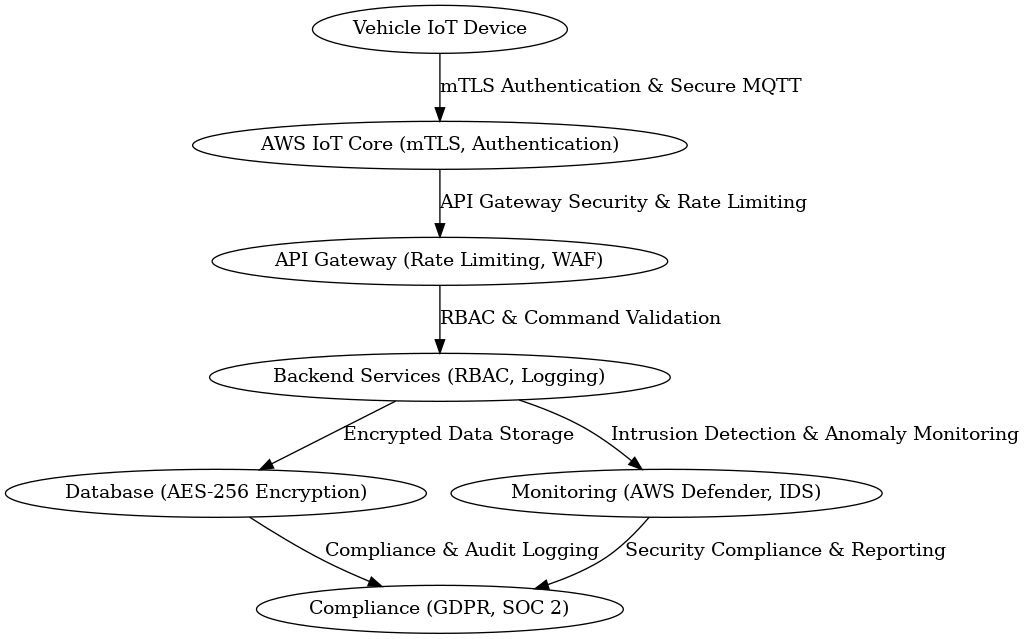 Vehicle IoT Device
mTLS Authentication & Secure MQTT
AWS IoT Core (mTLS, Authentication)
API Gateway Security & Rate Limiting
API Gateway (Rate Limiting, WAF)
RBAC & Command Validation
Backend Services (RBAC, Logging)
Encrypted Data Storage
Intrusion Detection & Anomaly Monitoring
Database (AES-256 Encryption)
Monitoring (AWS Defender, IDS)
Compliance & Audit Logging
Security Compliance & Reporting
Compliance (GDPR, SOC 2)